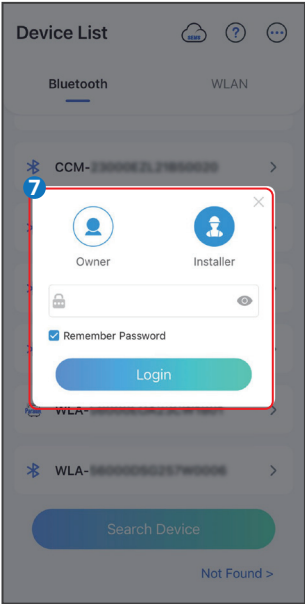 Device List
Bluetooth WLAN
CCM-
7
Owner Installer
Remember Password
Login
WLA-
WLA-
Search Device
Not Found >